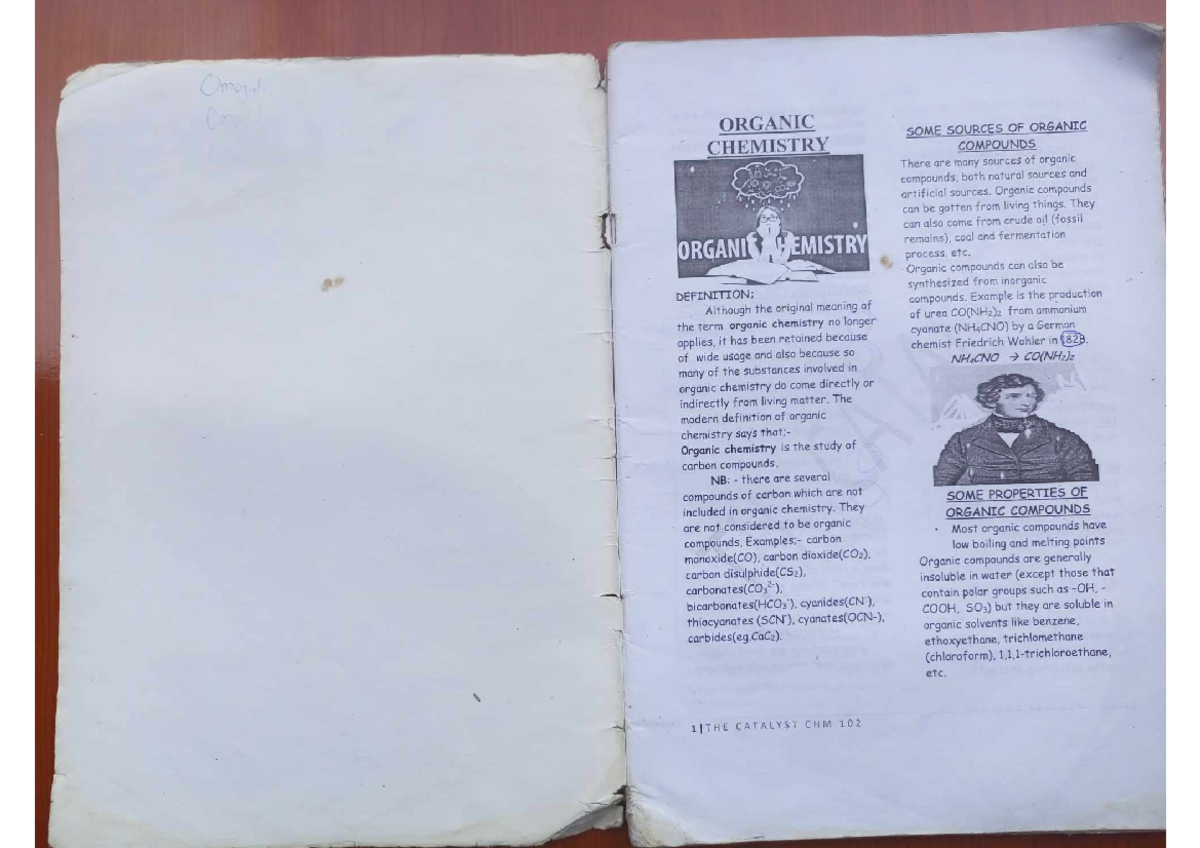 Omoj
ORGANIC
CHEMISTRY
ORGANI CHEMISTRY
DEFINITION:
Although the original meaning of
the term organic chemistry no longer
applies, it has been retained because
of wide usage and also because so
many of the substances involved in
organic chemistry do come directly or
indirectly from living matter. The
modern definition of organic
chemistry says that;-
Organic chemistry is the study of
carbon compounds.
NB: - there are several
compounds of carbon which are not
included in organic chemistry. They
are not considered to be organic
compounds. Examples;- carbon
monoxide(CO), carbon dioxide(CO₂),
carbon disulphide(CS₂),
carbonates(CO₃²⁻),
bicarbonates(HCO₃⁻), cyanides(CN⁻),
thiocyanates (SCN⁻), cyanates(OCN-),
carbides(eg.CaC₂).
1|THE CATALYST CHM 102
SOME SOURCES OF ORGANIC
COMPOUNDS
There are many sources of organic
compounds, both natural sources and
artificial sources. Organic compounds
can be gotten from living things. They
can also come from crude oil (fossil
remains), coal and fermentation
process, etc.
Organic compounds can also be
synthesized from inorganic
compounds. Example is the production
of urea CO(NH₂)₂ from ammonium
cyanate (NH₄CNO) by a German
chemist Friedrich Wohler in 1828.
NH₄CNO → CO(NH₂)₂
SOME PROPERTIES OF
ORGANIC COMPOUNDS
• Most organic compounds have
low boiling and melting points
Organic compounds are generally
insoluble in water (except those that
contain polar groups such as -OH, -
COOH, SO₃) but they are soluble in
organic solvents like benzene,
ethoxyethane, trichlomethane
(chloroform), 1,1,1-trichloroethane,
etc.